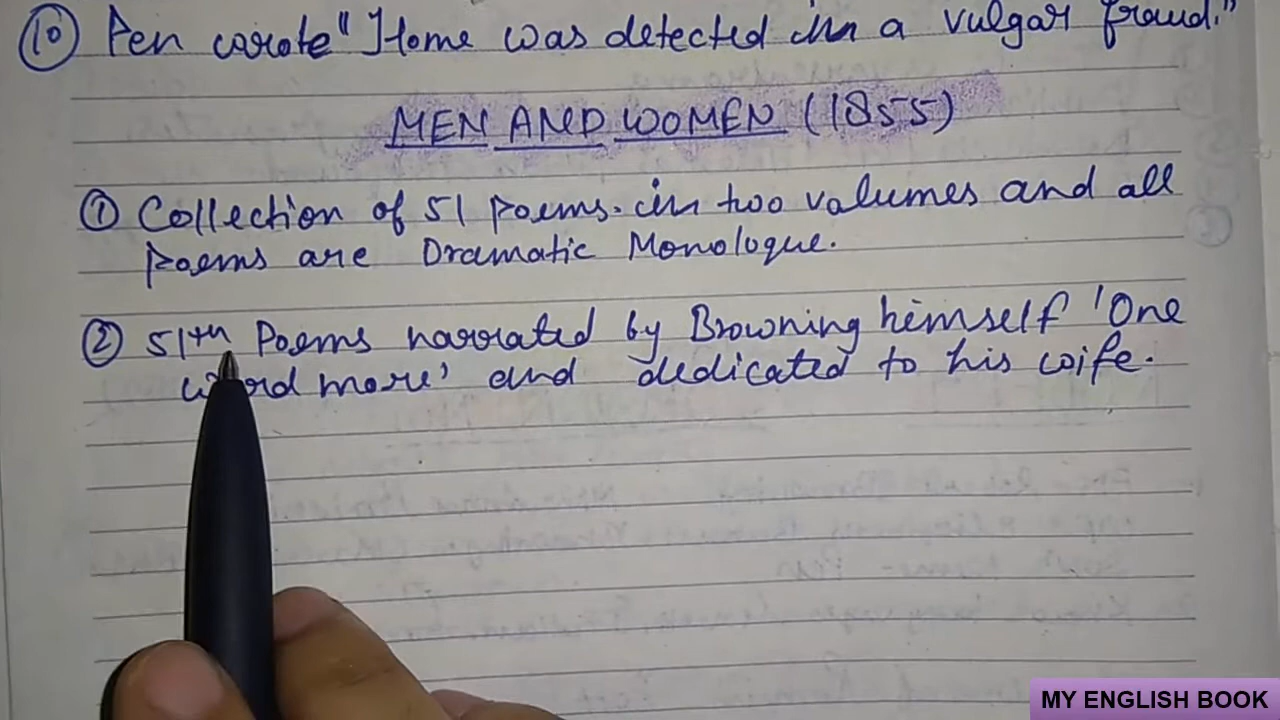 10 Pen wrote "Home was detected in a vulgar fraud."
MEN AND WOMEN (1855)
1 Collection of 51 Poems. in two valumes and all
Poems are Dramatic Monologue.
2 51th Poems narrated by Browning himself 'One
word more' and dedicated to his wife.
MY ENGLISH BOOK